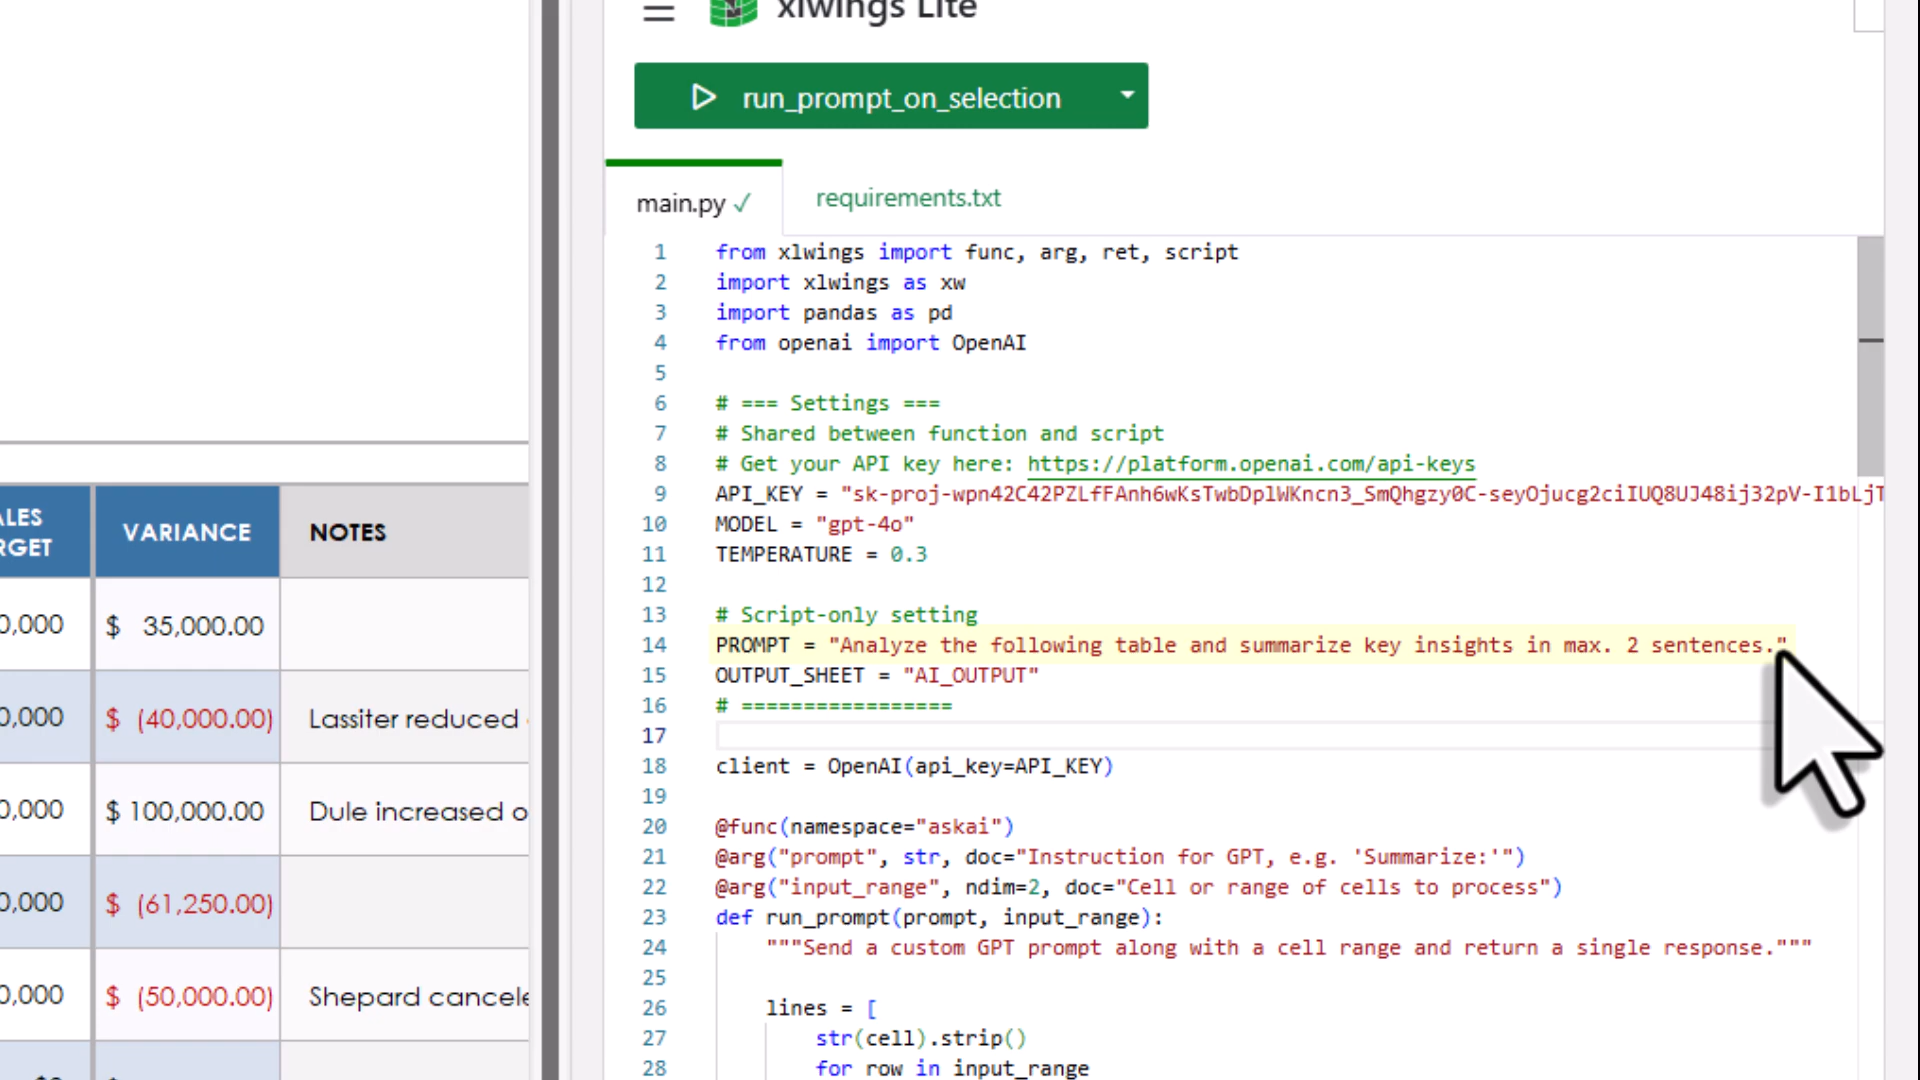 xlwings Lite
run_prompt_on_selection
main.py ✓
requirements.txt
1 from xlwings import func, arg, ret, script
2 import xlwings as xw
3 import pandas as pd
4 from openai import OpenAI
5
6 # === Settings ===
7 # Shared between function and script
8 # Get your API key here: https://platform.openai.com/api-keys
9 API_KEY = "
10 MODEL = "gpt-4o"
11 TEMPERATURE = 0.3
12
13 # Script-only setting
14 PROMPT = "Analyze the following table and summarize key insights in max. 2 sentences."
15 OUTPUT_SHEET = "AI_OUTPUT"
16 # =================
17
18 client = OpenAI(api_key=API_KEY)
19
20 @func(namespace="askai")
21 @arg("prompt", str, doc="Instruction for GPT, e.g. 'Summarize:'")
22 @arg("input_range", ndim=2, doc="Cell or range of cells to process")
23 def run_prompt(prompt, input_range):
24 """Send a custom GPT prompt along with a cell range and return a single response."""
25
26 lines = [
27 str(cell).strip()
28 for row in input_range
ALES
RGET
VARIANCE
NOTES
0,000 $ 35,000.00
0,000 $ (40,000.00) Lassiter reduced
0,000 $ 100,000.00 Dule increased o
0,000 $ (61,250.00)
0,000 $ (50,000.00) Shepard cancele